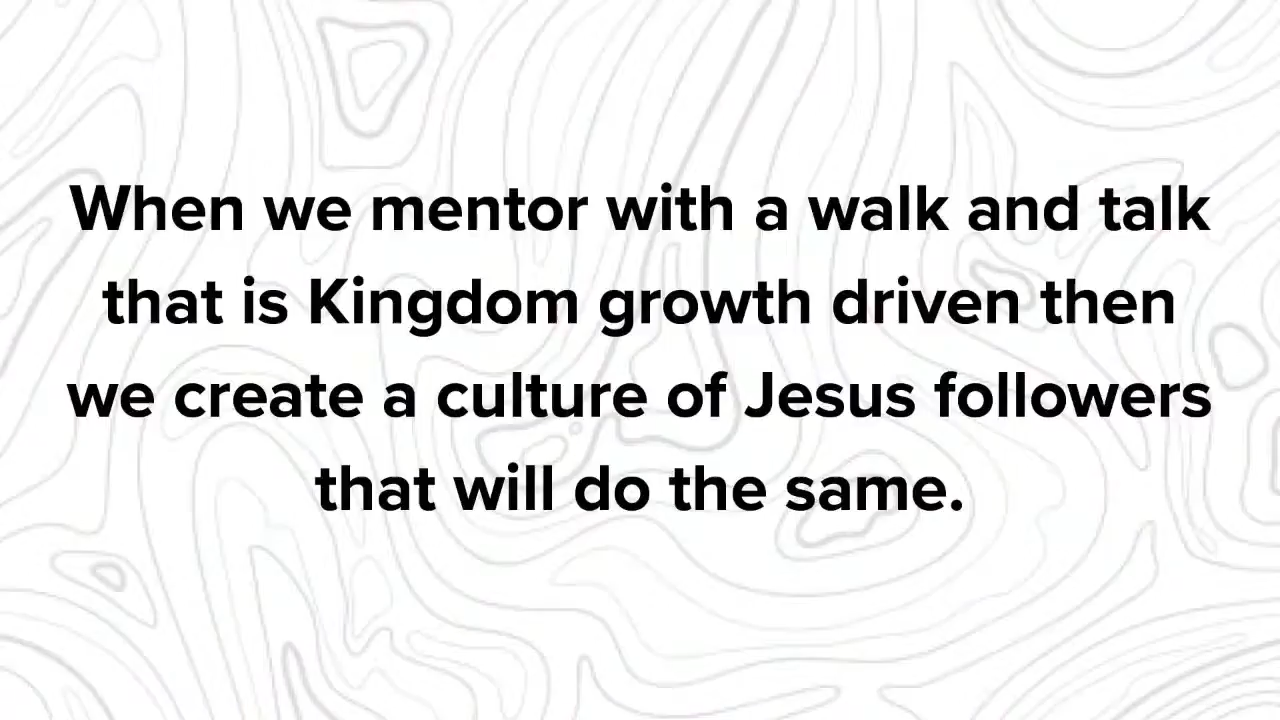 When we mentor with a walk and talk
that is Kingdom growth driven then
we create a culture of Jesus followers
that will do the same.